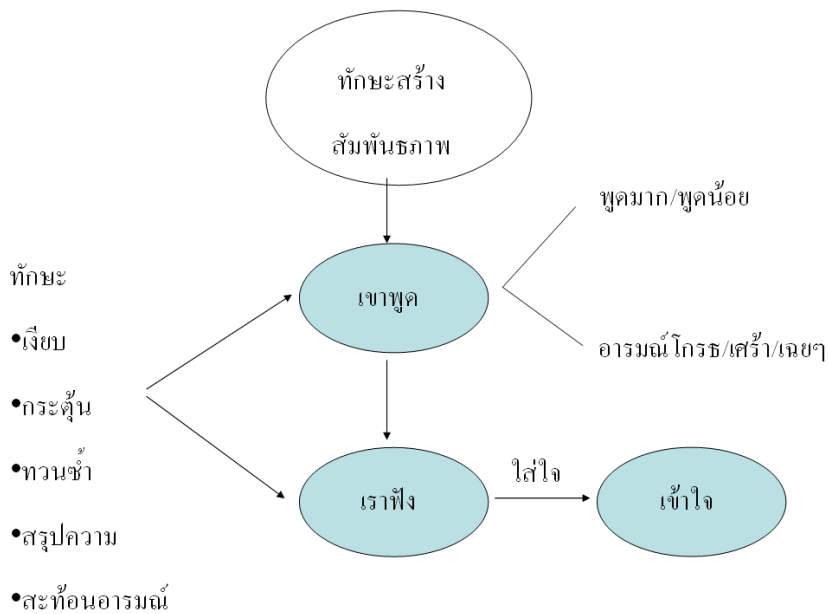 ทักษะสร้าง
สัมพันธภาพ
พูดมาก/พูดน้อย
เขาพูด
อารมณ์โกรธ/เศร้า/เฉยๆ
ทักษะ
•เงียบ
•กระตุ้น
•ทวนซ้ำ
•สรุปความ
•สะท้อนอารมณ์
เราฟัง
ใส่ใจ
เข้าใจ